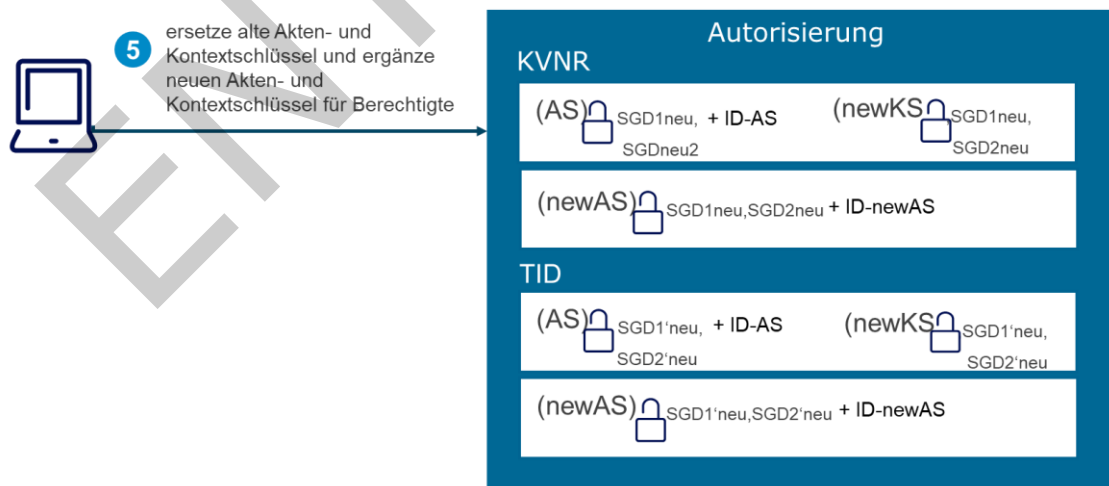 5
ersetze alte Akten- und
Kontextschlüssel und ergänze
neuen Akten- und
Kontextschlüssel für Berechtigte
Autorisierung
KVNR
(AS) SGD1neu, + ID-AS (newKS SGD1neu,
SGDneu2 SGD2neu
(newAS) SGD1neu,SGD2neu + ID-newAS
TID
(AS) SGD1‘neu, + ID-AS (newKS SGD1‘neu,
SGD2‘neu SGD2‘neu
(newAS) SGD1‘neu,SGD2‘neu + ID-newAS